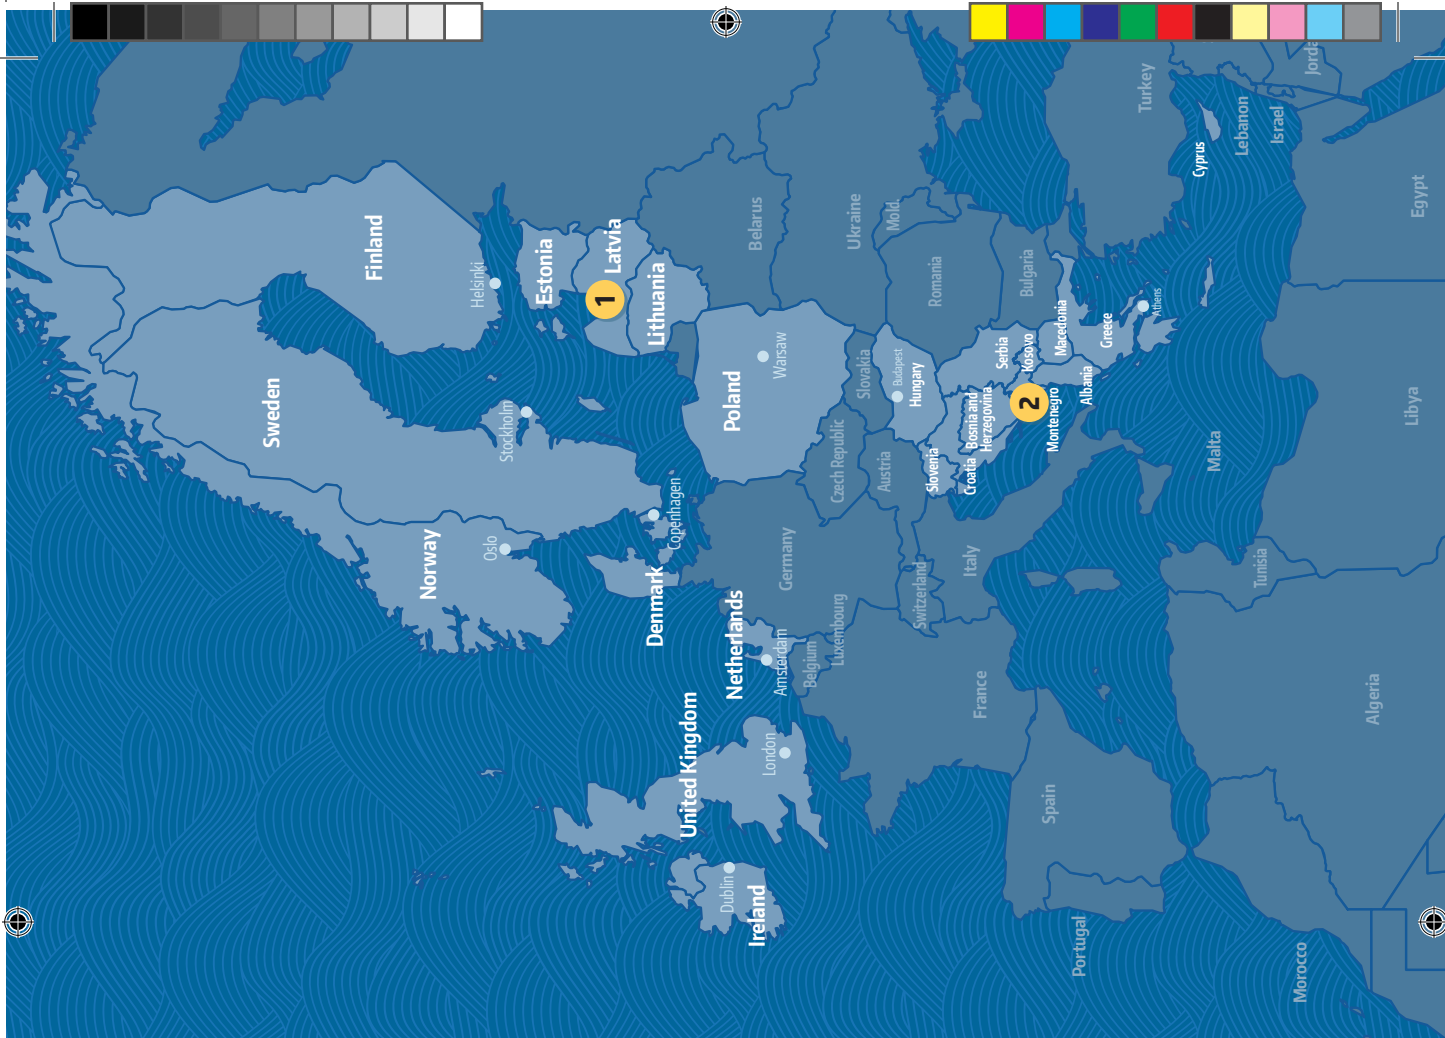 Norway
Sweden
Finland
Oslo
Stockholm
Helsinki
Estonia
1
Latvia
Lithuania
Denmark
Copenhagen
United Kingdom
Ireland
Dublin
London
Netherlands
Amsterdam
Belgium
Luxembourg
Germany
Poland
Warsaw
Belarus
Ukraine
Czech Republic
Slovakia
Austria
Hungary
Budapest
Mold.
Romania
France
Switzerland
Italy
Slovenia
Croatia
Bosnia and
Herzegovina
Serbia
Kosovo
2
Montenegro
Albania
Macedonia
Bulgaria
Greece
Athens
Portugal
Spain
Turkey
Cyprus
Lebanon
Israel
Jorda
Malta
Morocco
Algeria
Tunisia
Libya
Egypt